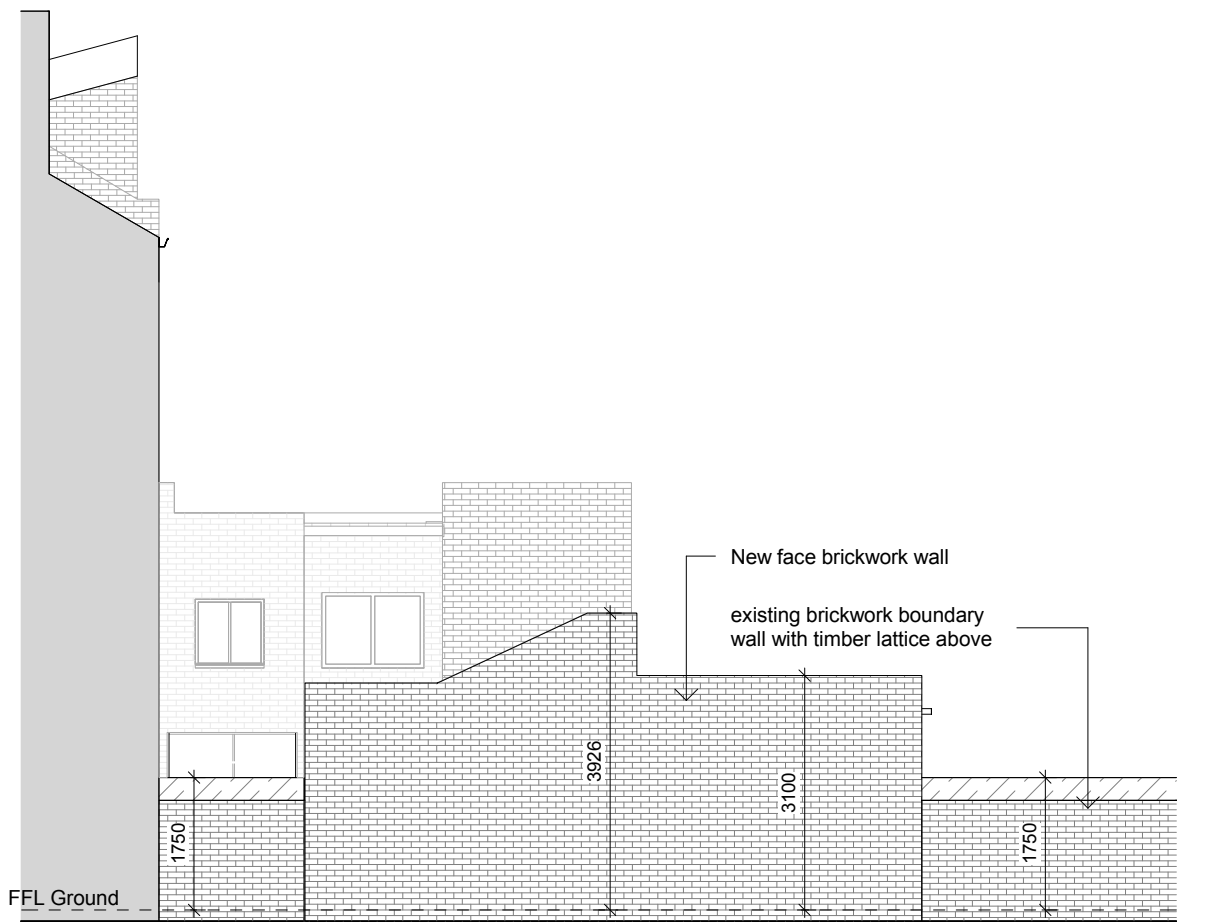 New face brickwork wall
existing brickwork boundary
wall with timber lattice above
3926
3100
1750
1750
FFL Ground